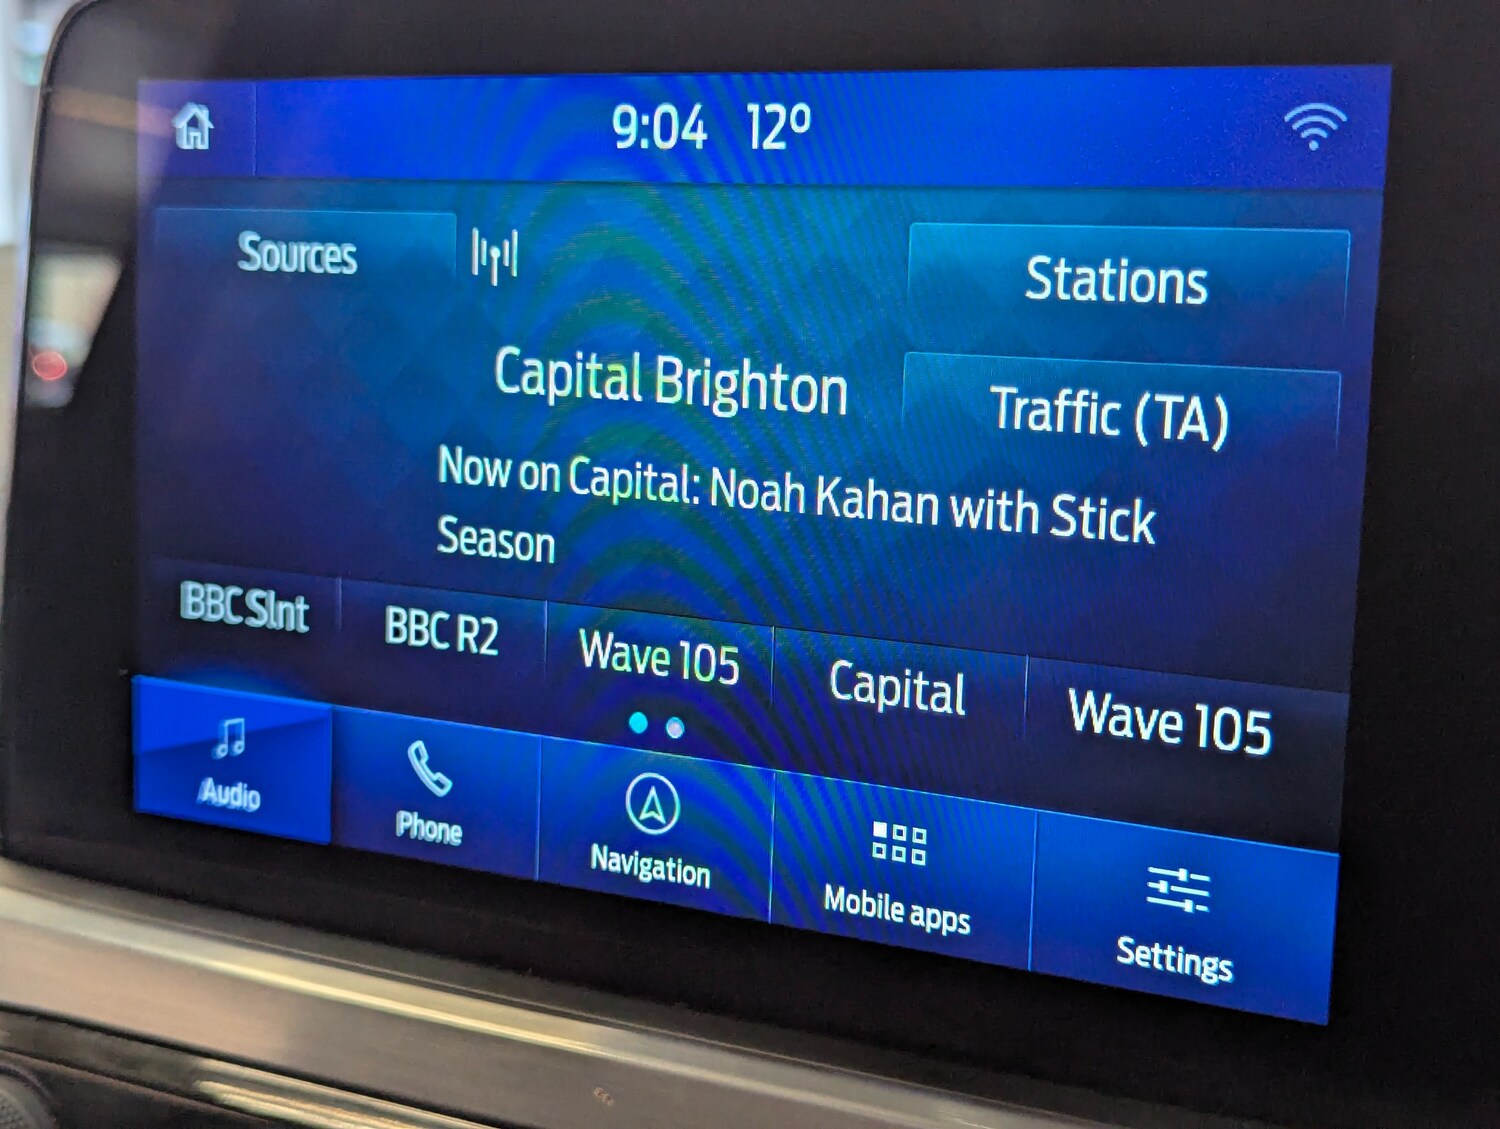 9:04 12º
Sources
Stations
Capital Brighton
Traffic (TA)
Now on Capital: Noah Kahan with Stick
Season
BBC Slnt
BBC R2
Wave 105
Capital
Wave 105
Audio
Phone
Navigation
Mobile apps
Settings